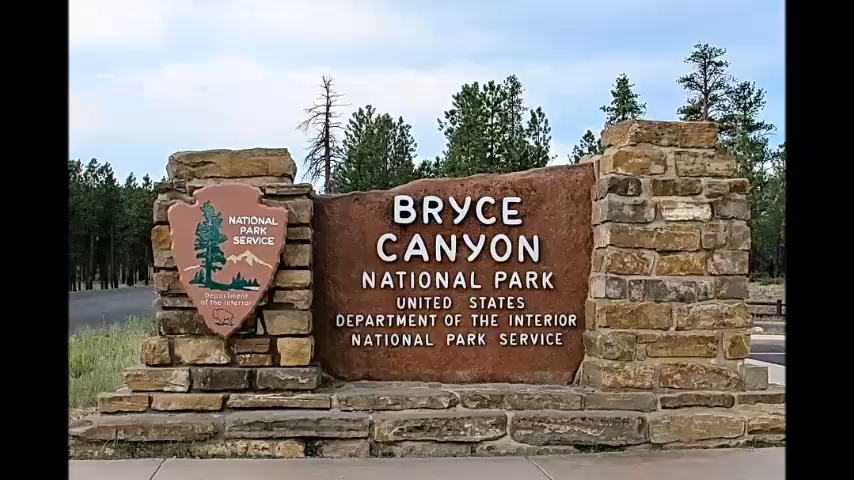 NATIONAL
PARK
SERVICE
Department
of the Interior
BRYCE
CANYON
NATIONAL PARK
UNITED STATES
DEPARTMENT OF THE INTERIOR
NATIONAL PARK SERVICE